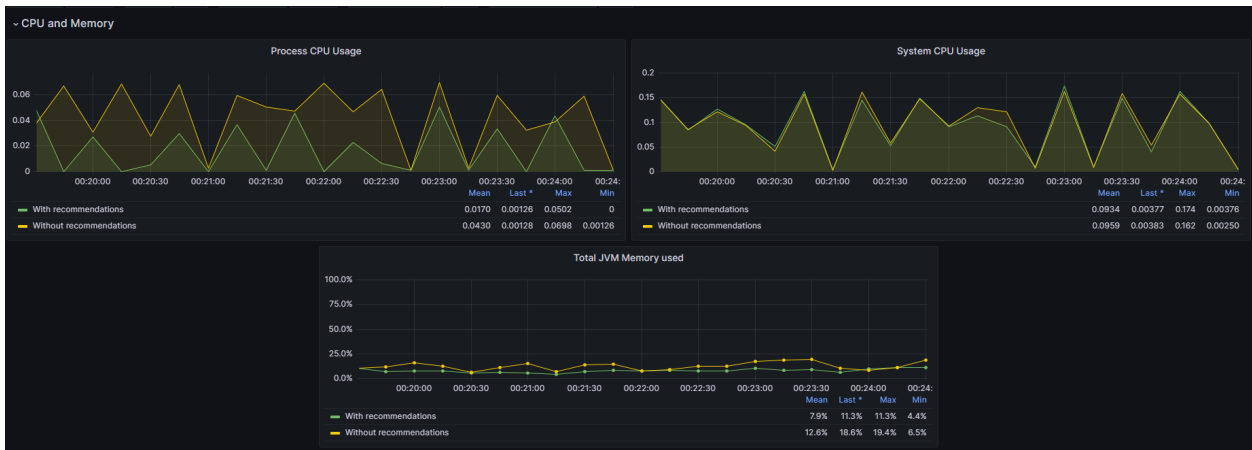 CPU and Memory
Process CPU Usage
0.06
0.04
0.02
0
00:20:00 00:20:30 00:21:00 00:21:30 00:22:00 00:22:30 00:23:00 00:23:30 00:24:00 00:24:
Mean Last * Max Min
With recommendations 0.0170 0.00126 0.0502 0
Without recommendations 0.0430 0.00128 0.0698 0.00126
System CPU Usage
0.2
0.15
0.1
0.05
0
00:20:00 00:20:30 00:21:00 00:21:30 00:22:00 00:22:30 00:23:00 00:23:30 00:24:00 00:24:
Mean Last * Max Min
With recommendations 0.0934 0.00377 0.174 0.00376
Without recommendations 0.0959 0.00383 0.162 0.00250
Total JVM Memory used
100.0%
75.0%
50.0%
25.0%
0.0%
00:20:00 00:20:30 00:21:00 00:21:30 00:22:00 00:22:30 00:23:00 00:23:30 00:24:00 00:24:
Mean Last * Max Min
With recommendations 7.9% 11.3% 11.3% 4.4%
Without recommendations 12.6% 18.6% 19.4% 6.5%